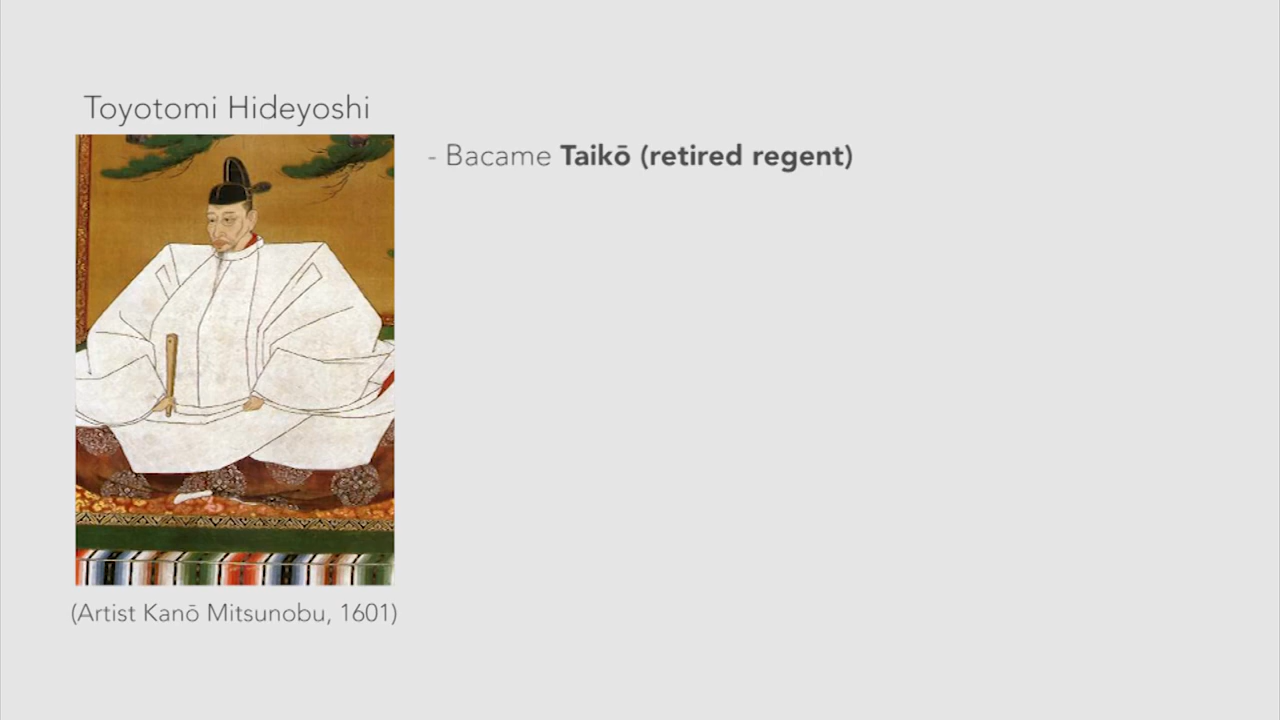 Toyotomi Hideyoshi
- Bacame Taikō (retired regent)
(Artist Kanō Mitsunobu, 1601)